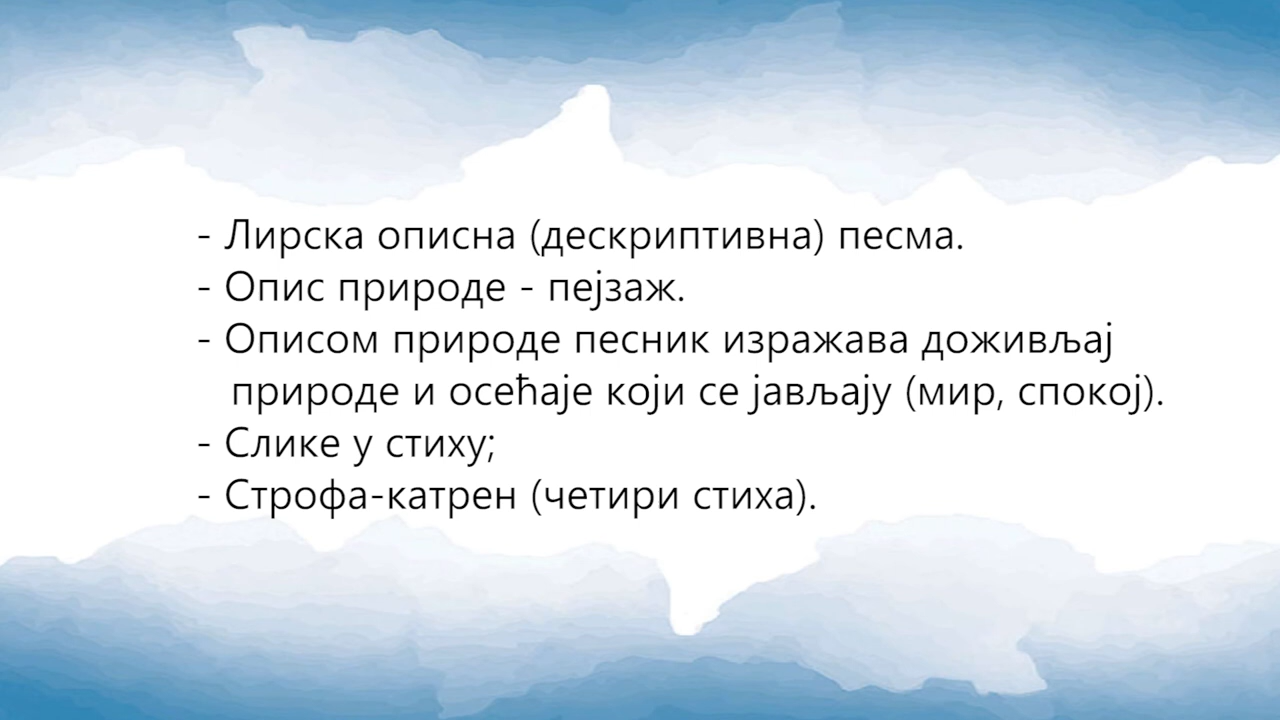 - Лирска описна (дескриптивна) песма.
- Опис природе - пејзаж.
- Описом природе песник изражава доживљај
природе и осећаје који се јављају (мир, спокој).
- Слике у стиху;
- Строфа-катрен (четири стиха).